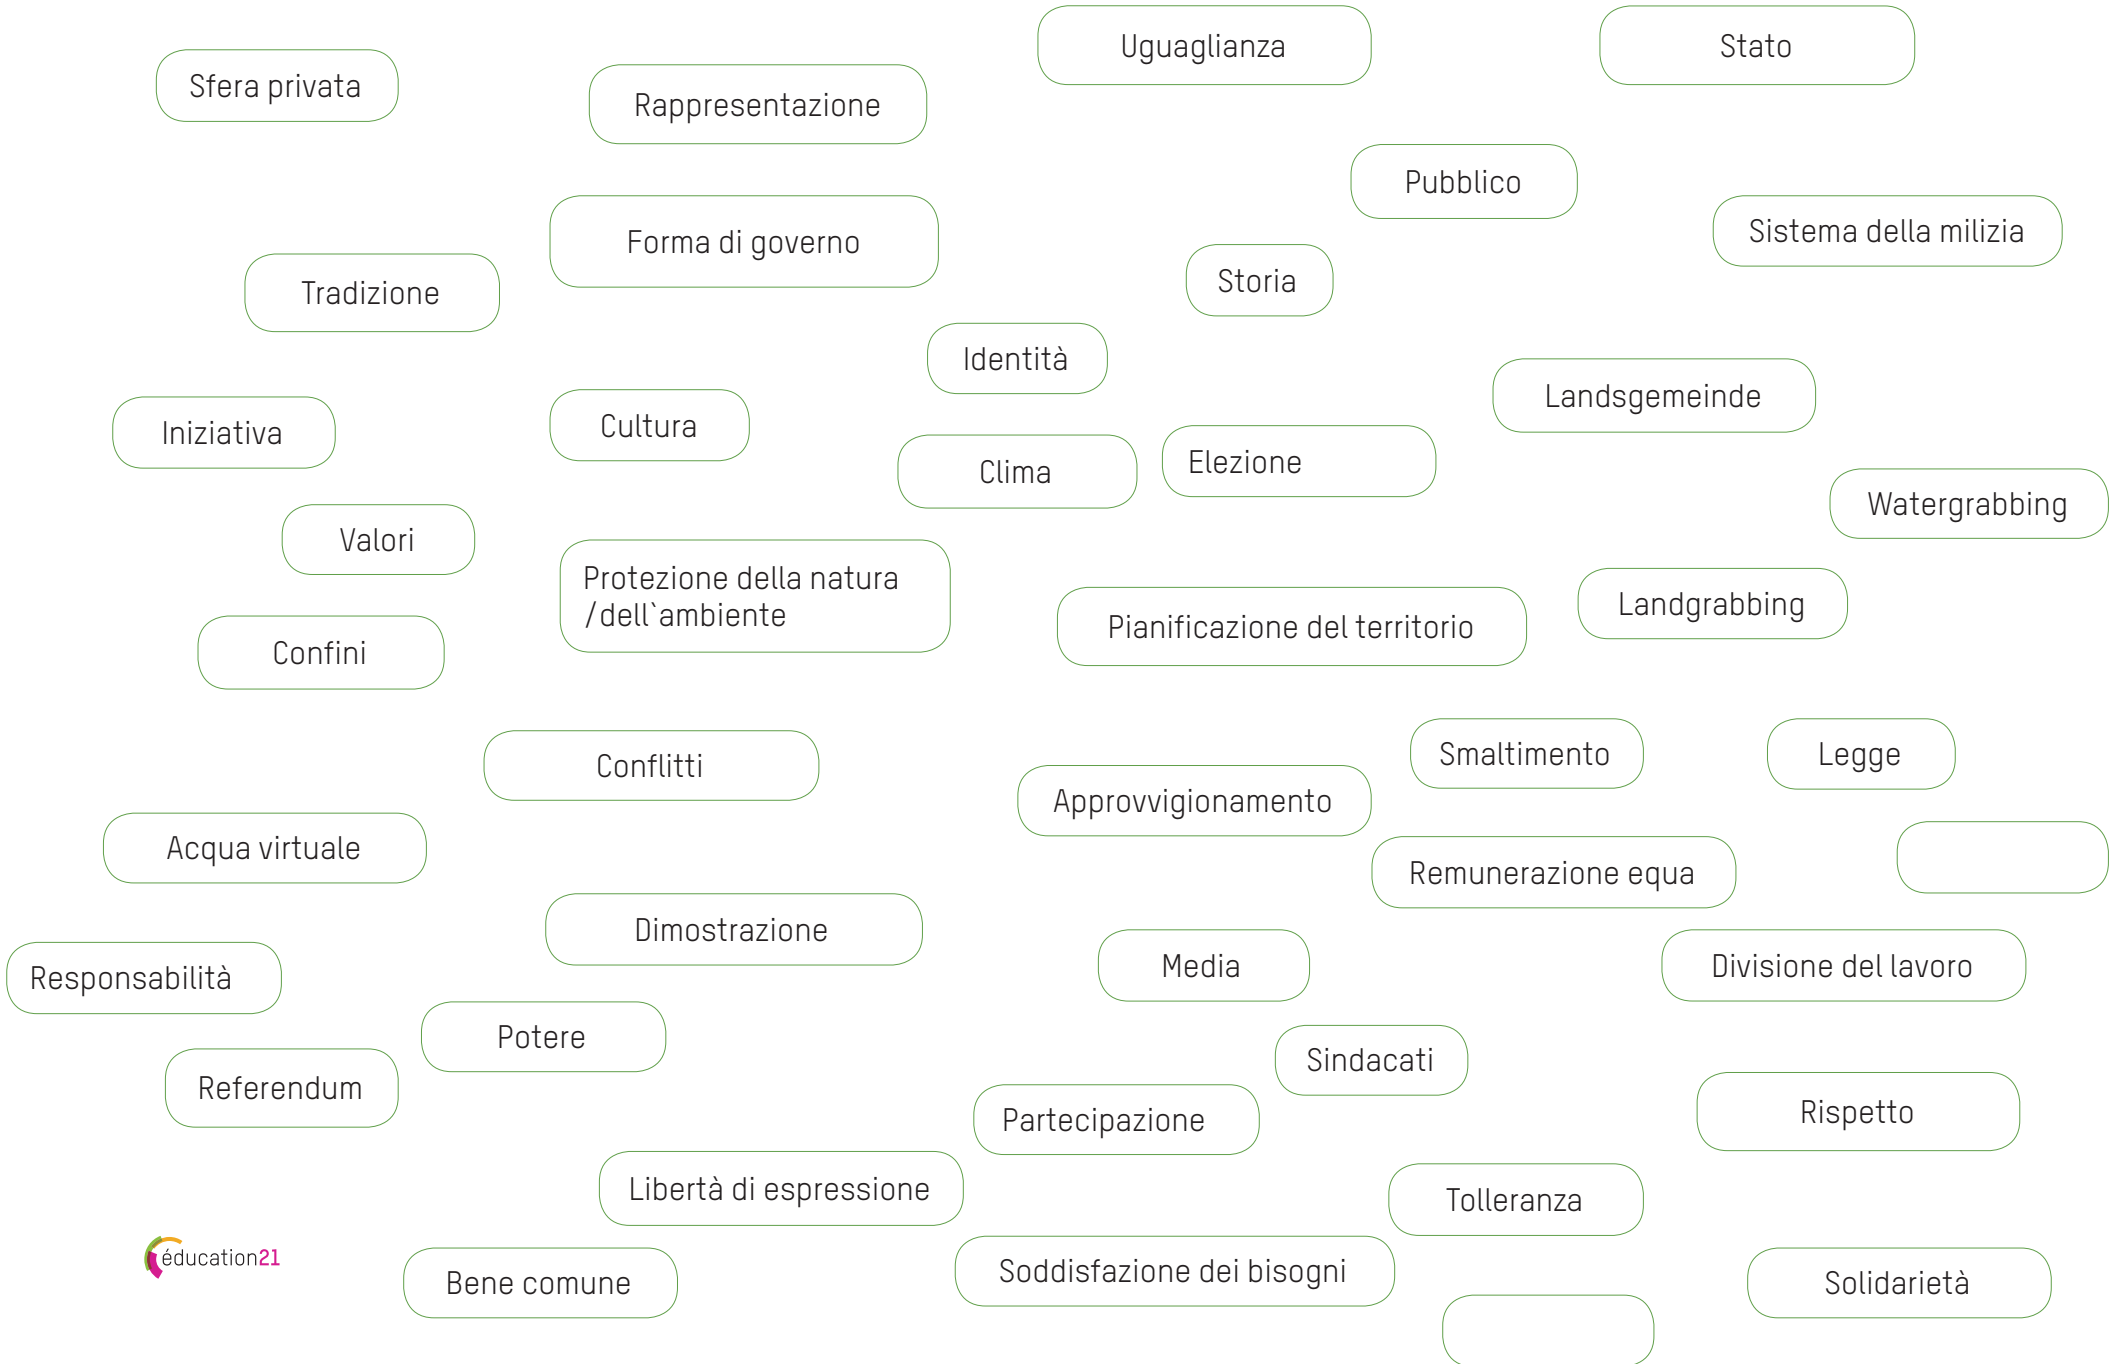 Uguaglianza
Stato
Sfera privata
Rappresentazione
Pubblico
Sistema della milizia
Forma di governo
Storia
Tradizione
Identità
Landsgemeinde
Iniziativa
Cultura
Clima
Elezione
Watergrabbing
Valori
Protezione della natura
/dell`ambiente
Landgrabbing
Pianificazione del territorio
Confini
Smaltimento
Legge
Conflitti
Approvvigionamento
Acqua virtuale
Remunerazione equa
Dimostrazione
Media
Divisione del lavoro
Responsabilità
Potere
Sindacati
Referendum
Partecipazione
Rispetto
Libertà di espressione
Tolleranza
éducation21
Bene comune
Soddisfazione dei bisogni
Solidarietà